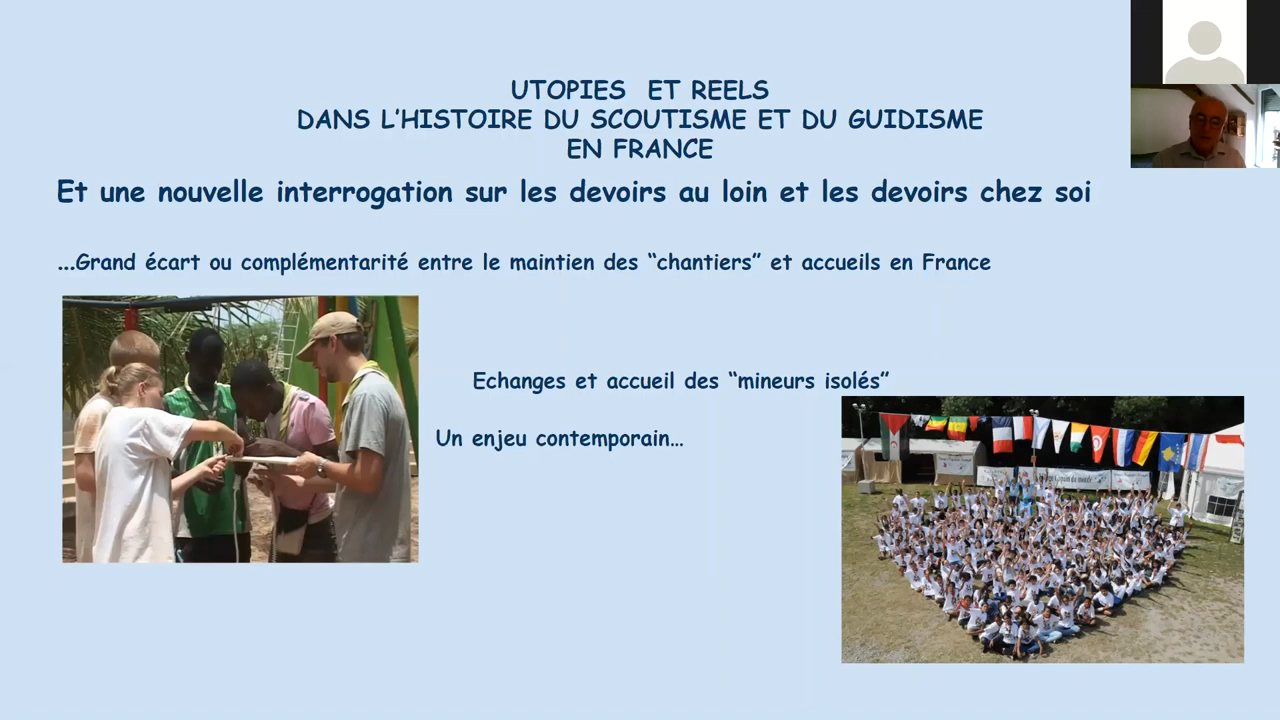 UTOPIES ET REELS
DANS L'HISTOIRE DU SCOUTISME ET DU GUIDISME
EN FRANCE
Et une nouvelle interrogation sur les devoirs au loin et les devoirs chez soi
...Grand écart ou complémentarité entre le maintien des “chantiers” et accueils en France
Echanges et accueil des “mineurs isolés”
Un enjeu contemporain...